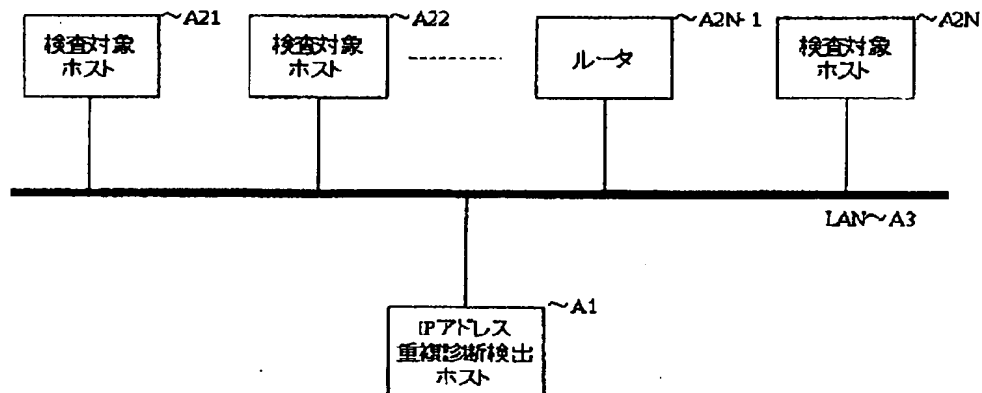 検査対象
ホスト
～A21
検査対象
ホスト
～A22
ルータ
～A2N-1
検査対象
ホスト
～A2N
LAN～A3
IPアドレス
重複診断検出
ホスト
～A1